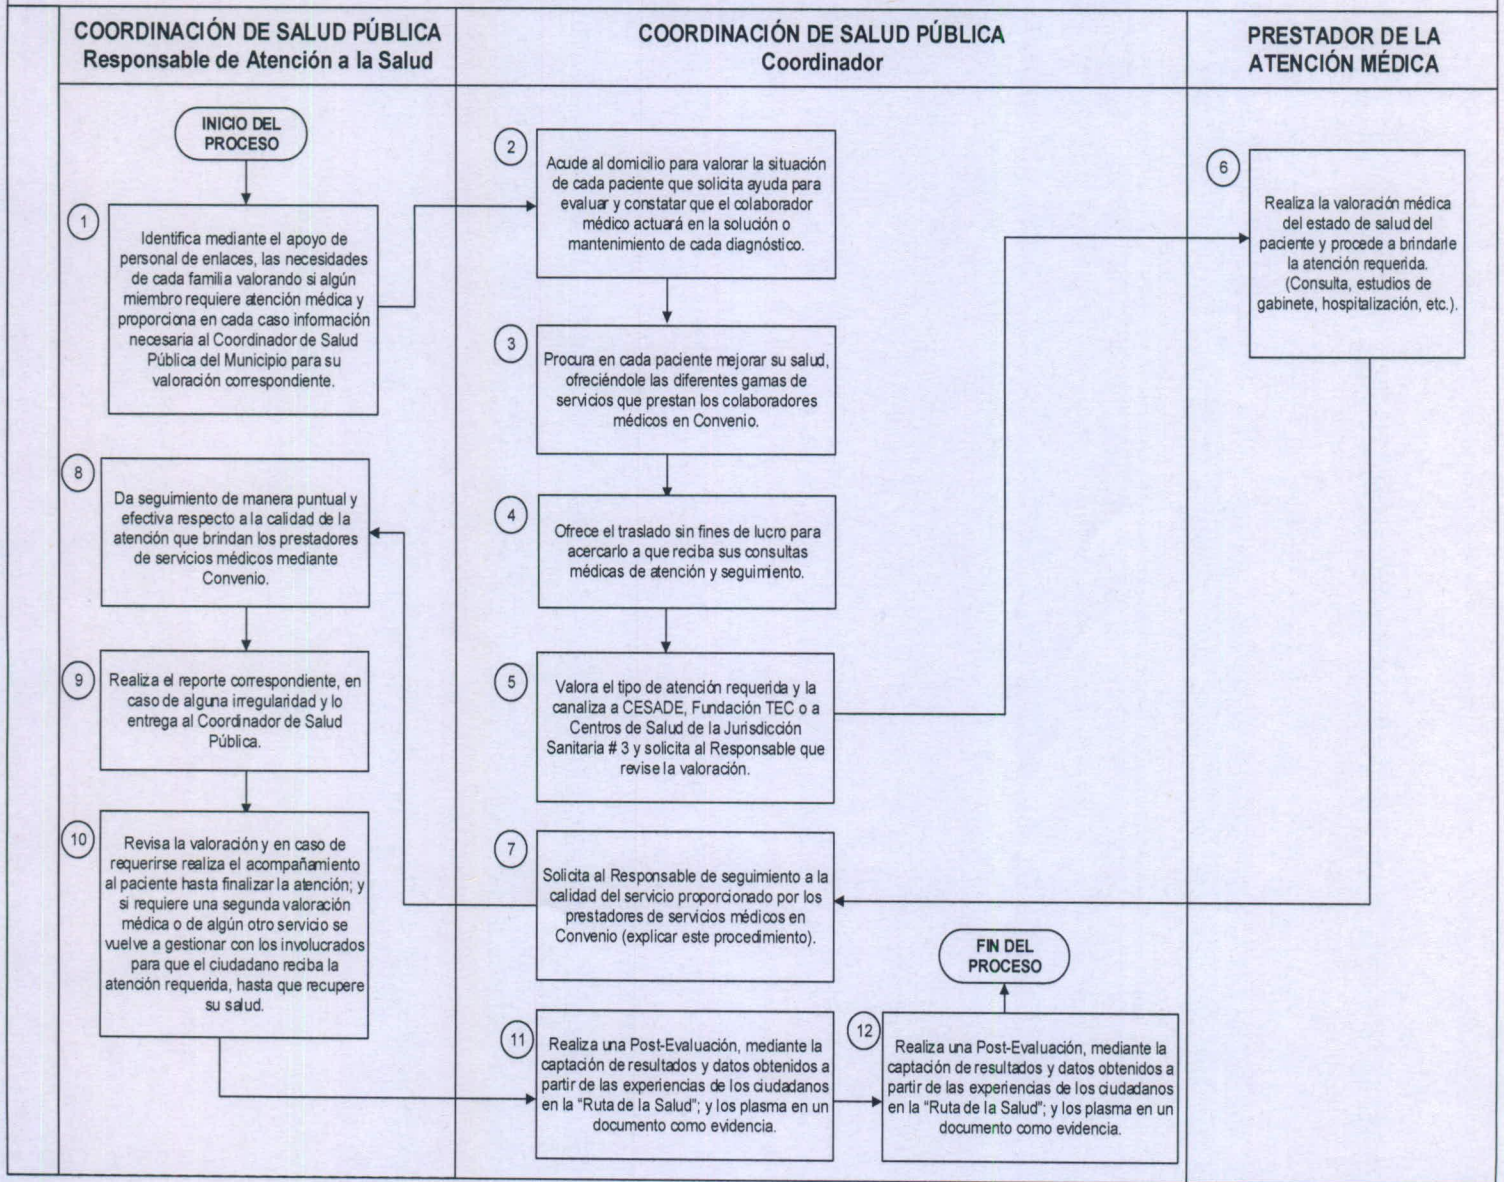 COORDINACIÓN DE SALUD PÚBLICA
Responsable de Atención a la Salud
COORDINACIÓN DE SALUD PÚBLICA
Coordinador
PRESTADOR DE LA
ATENCIÓN MÉDICA
INICIO DEL
PROCESO
1
Identifica mediante el apoyo de
personal de enlaces, las necesidades
de cada familia valorando si algún
miembro requiere atención médica y
proporciona en cada caso información
necesaria al Coordinador de Salud
Pública del Municipio para su
valoración correspondiente.
2
Acude al domicilio para valorar la situación
de cada paciente que solicita ayuda para
evaluar y constatar que el colaborador
médico actuará en la solución o
mantenimiento de cada diagnóstico.
3
Procura en cada paciente mejorar su salud,
ofreciéndole las diferentes gamas de
servicios que prestan los colaboradores
médicos en Convenio.
4
Ofrece el traslado sin fines de lucro para
acercarlo a que reciba sus consultas
médicas de atención y seguimiento.
5
Valora el tipo de atención requerida y la
canaliza a CESADE, Fundación TEC o a
Centros de Salud de la Jurisdicción
Sanitaria # 3 y solicita al Responsable que
revise la valoración.
6
Realiza la valoración médica
del estado de salud del
paciente y procede a brindarle
la atención requerida.
(Consulta, estudios de
gabinete, hospitalización, etc.).
7
Solicita al Responsable de seguimiento a la
calidad del servicio proporcionado por los
prestadores de servicios médicos en
Convenio (explicar este procedimiento).
8
Da seguimiento de manera puntual y
efectiva respecto a la calidad de la
atención que brindan los prestadores
de servicios médicos mediante
Convenio.
9
Realiza el reporte correspondiente, en
caso de alguna irregularidad y lo
entrega al Coordinador de Salud
Pública.
10
Revisa la valoración y en caso de
requerirse realiza el acompañamiento
al paciente hasta finalizar la atención; y
si requiere una segunda valoración
médica o de algún otro servicio se
vuelve a gestionar con los involucrados
para que el ciudadano reciba la
atención requerida, hasta que recupere
su salud.
11
Realiza una Post-Evaluación, mediante la
captación de resultados y datos obtenidos a
partir de las experiencias de los ciudadanos
en la "Ruta de la Salud"; y los plasma en un
documento como evidencia.
12
Realiza una Post-Evaluación, mediante la
captación de resultados y datos obtenidos a
partir de las experiencias de los ciudadanos
en la "Ruta de la Salud"; y los plasma en un
documento como evidencia.
FIN DEL
PROCESO